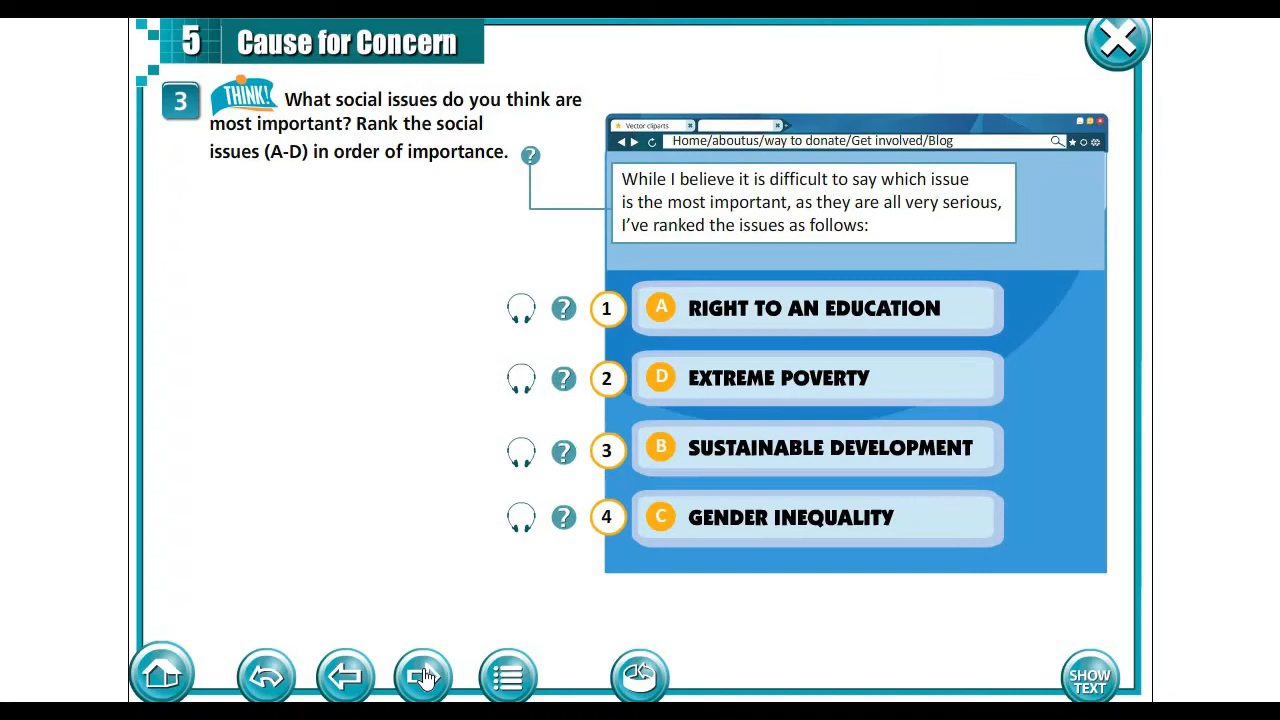 5 Cause for Concern
3 THINK! What social issues do you think are
most important? Rank the social
issues (A-D) in order of importance. ?
Vector cliparts
Home/aboutus/way to donate/Get involved/Blog
While I believe it is difficult to say which issue
is the most important, as they are all very serious,
I've ranked the issues as follows:
? 1 A RIGHT TO AN EDUCATION
? 2 D EXTREME POVERTY
? 3 B SUSTAINABLE DEVELOPMENT
? 4 C GENDER INEQUALITY
SHOW
TEXT